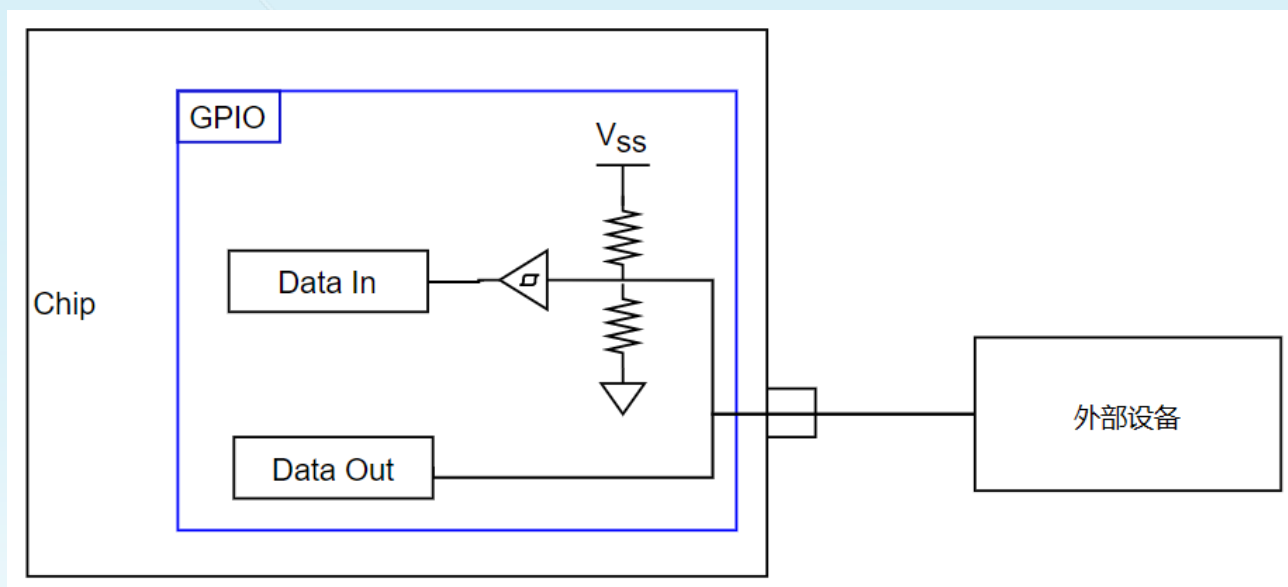 GPIO
Vss
Data In
Chip
外部设备
Data Out